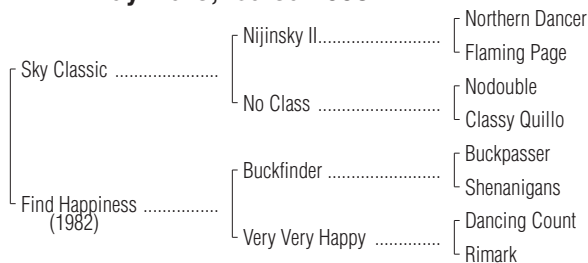 Northern Dancer
Nijinsky II..............................
Flaming Page
Sky Classic .........................
Nodouble
No Class ..............................
Classy Quillo
Buckpasser
Buckfinder ...........................
Shenanigans
Find Happiness ..................
(1982)
Dancing Count
Very Very Happy ...............
Rimark